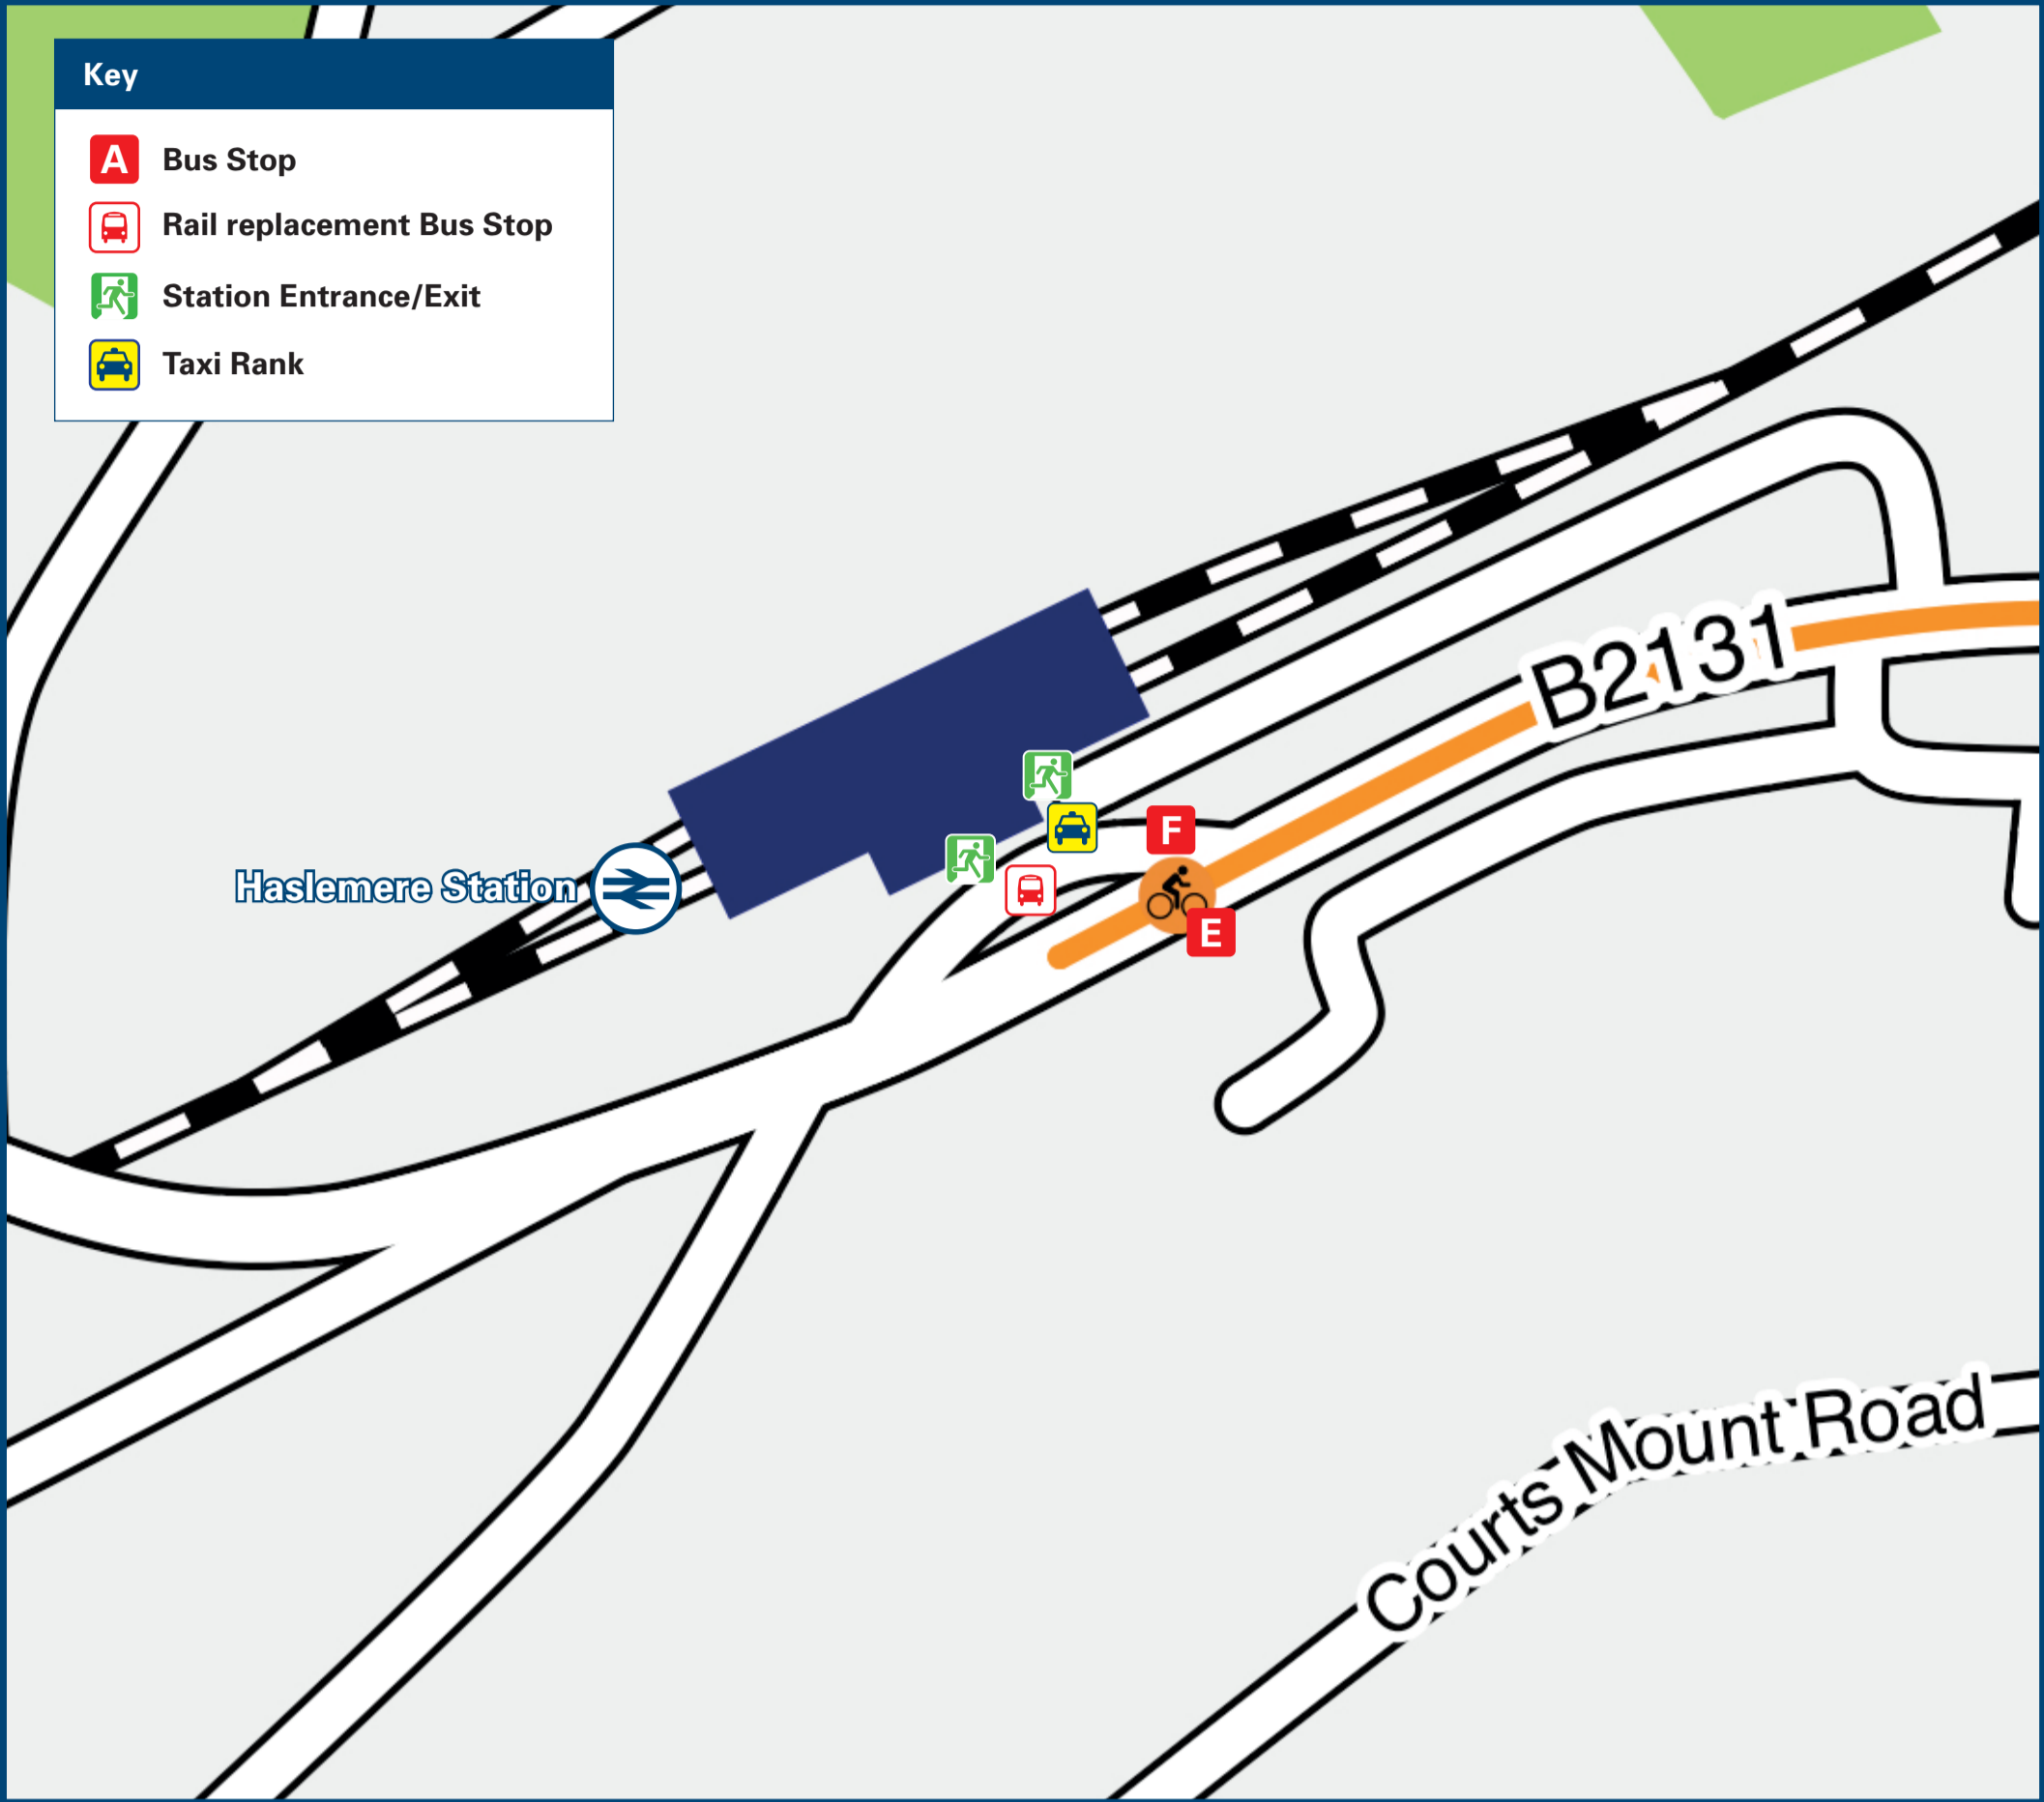 Key
A Bus Stop
Rail replacement Bus Stop
Station Entrance/Exit
Taxi Rank
B2131
F
Haslemere Station
E
Courts Mount Road